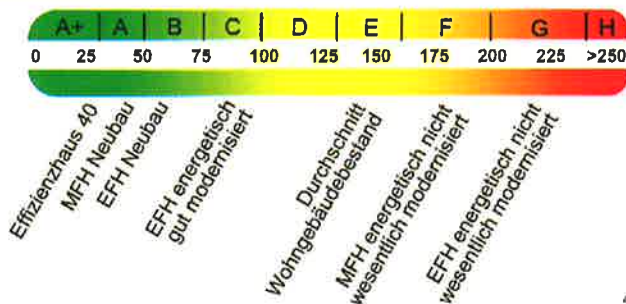 A+ A B C D E F G H
0 25 50 75 100 125 150 175 200 225 >250
Effizienzhaus 40
MFH Neubau
EFH Neubau
EFH energetisch
gut modernisiert
Durchschnitt
Wohngebäudebestand
MFH energetisch nicht
wesentlich modernisiert
EFH energetisch nicht
wesentlich modernisiert